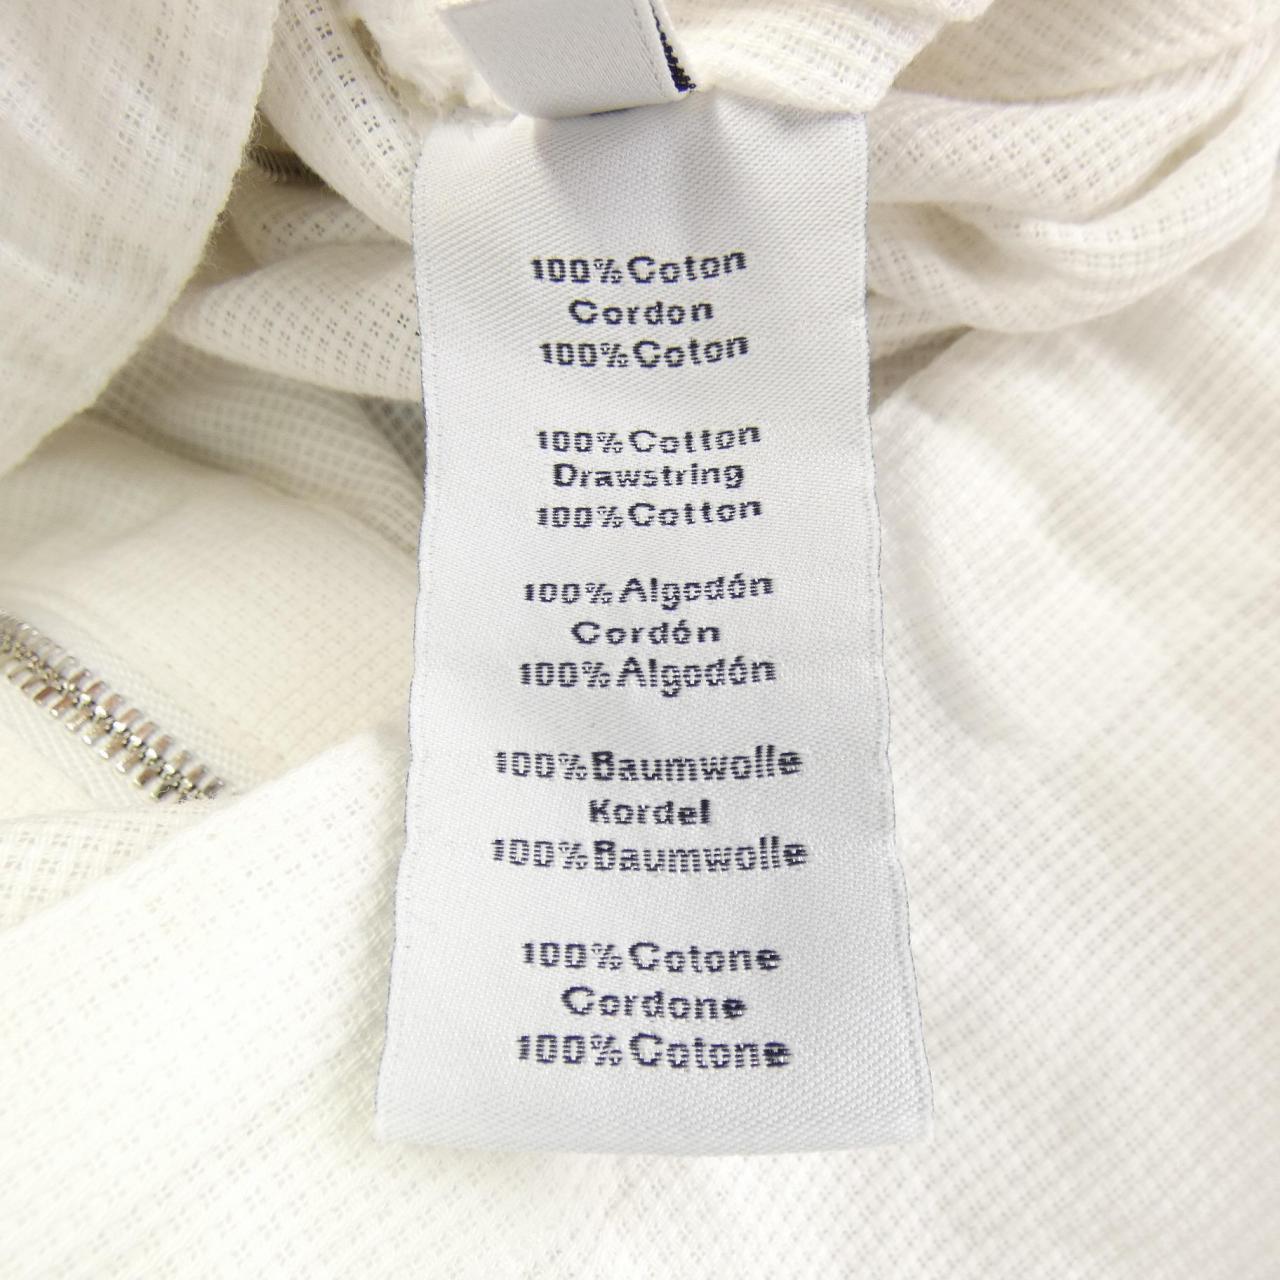 100% Coton
Cordon
100% Coton
100% Cotton
Drawstring
100% Cotton
100% Algodón
Cordón
100% Algodón
100% Baumwolle
Kordel
100% Baumwolle
100% Cotone
Cordone
100% Cotone